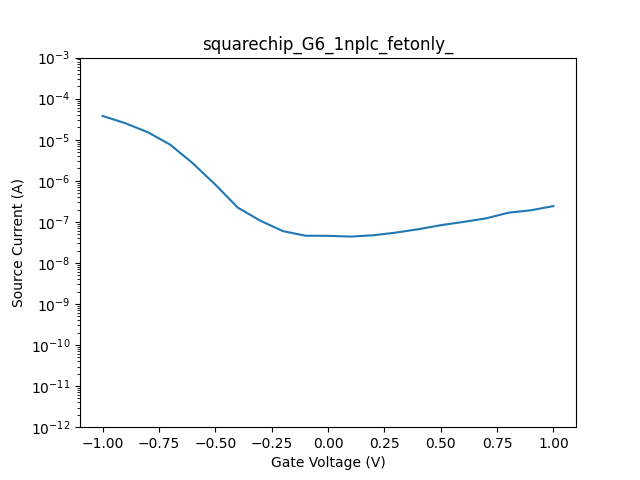 squarechip_G6_1nplc_fetonly_
Source Current (A)
10⁻³
10⁻⁴
10⁻⁵
10⁻⁶
10⁻⁷
10⁻⁸
10⁻⁹
10⁻¹⁰
10⁻¹¹
10⁻¹²
−1.00 −0.75 −0.50 −0.25 0.00 0.25 0.50 0.75 1.00
Gate Voltage (V)